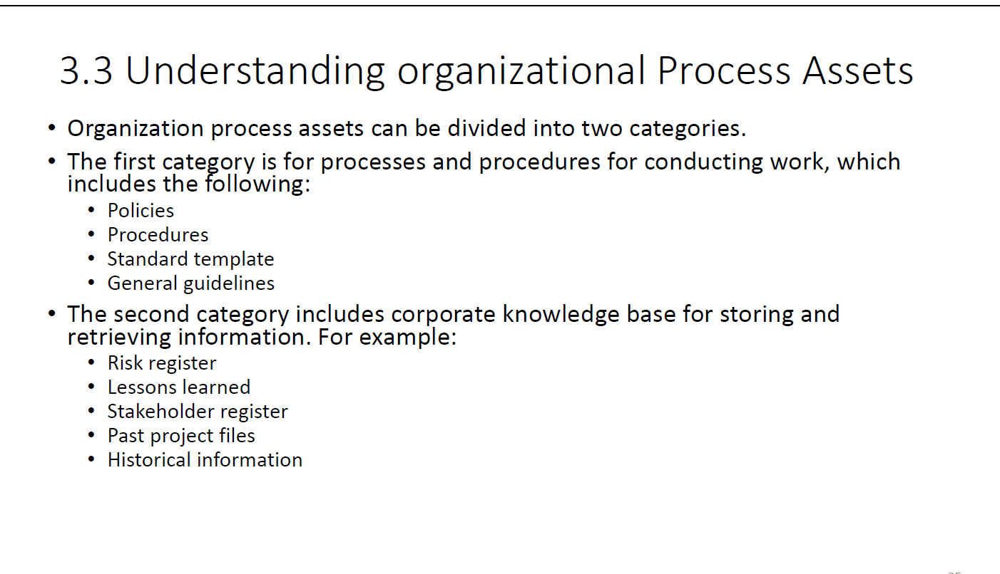 3.3 Understanding organizational Process Assets
• Organization process assets can be divided into two categories.
• The first category is for processes and procedures for conducting work, which
includes the following:
• Policies
• Procedures
• Standard template
• General guidelines
• The second category includes corporate knowledge base for storing and
retrieving information. For example:
• Risk register
• Lessons learned
• Stakeholder register
• Past project files
• Historical information